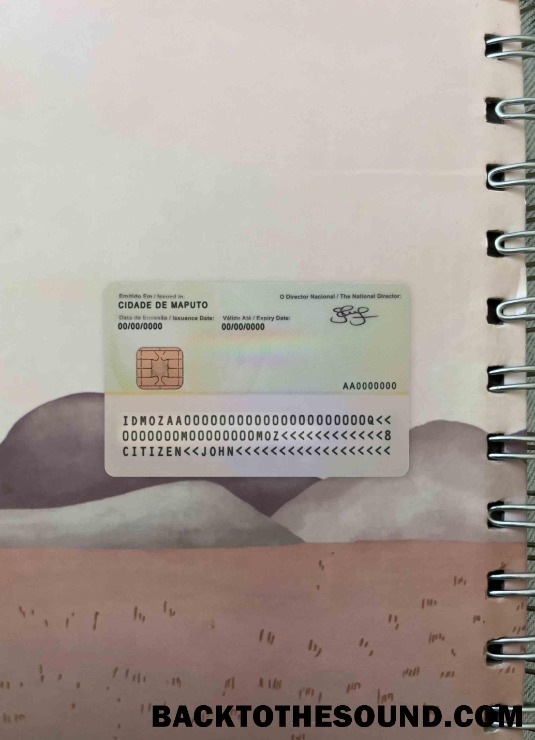 Emitido Em / Issued in:
CIDADE DE MAPUTO
O Director Nacional / The National Director:
Data de Emissão / Issuance Date:
Válido Até / Expiry Date:
00/00/0000
00/00/0000
AA0000000
IDMOZAA0000000000000000000000Q<<
0000000M00000000MOZ<<<<<<<<<<<<<8
CITIZEN<<JOHN<<<<<<<<<<<<<<<<<<<<
BACKTOTHESOUND.COM